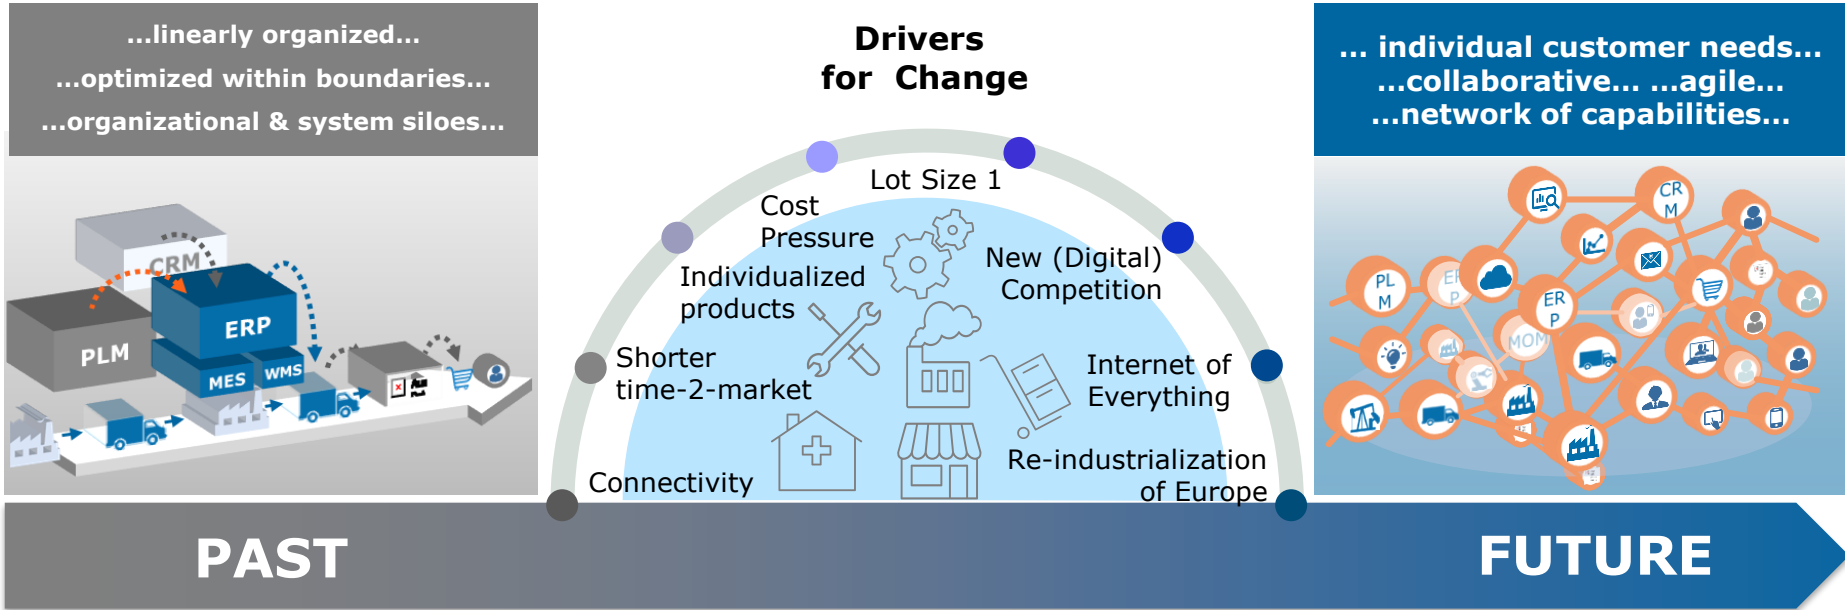 ...linearly organized...
...optimized within boundaries...
...organizational & system siloes...
CRM
ERP
PLM
MES
WMS
Drivers
for Change
Lot Size 1
Cost
Pressure
Individualized
products
Shorter
time-2-market
Connectivity
New (Digital)
Competition
Internet of
Everything
Re-industrialization
of Europe
... individual customer needs...
...collaborative... ...agile...
...network of capabilities...
CR
M
PL
M
ER
P
ER
P
MOM
PAST
FUTURE